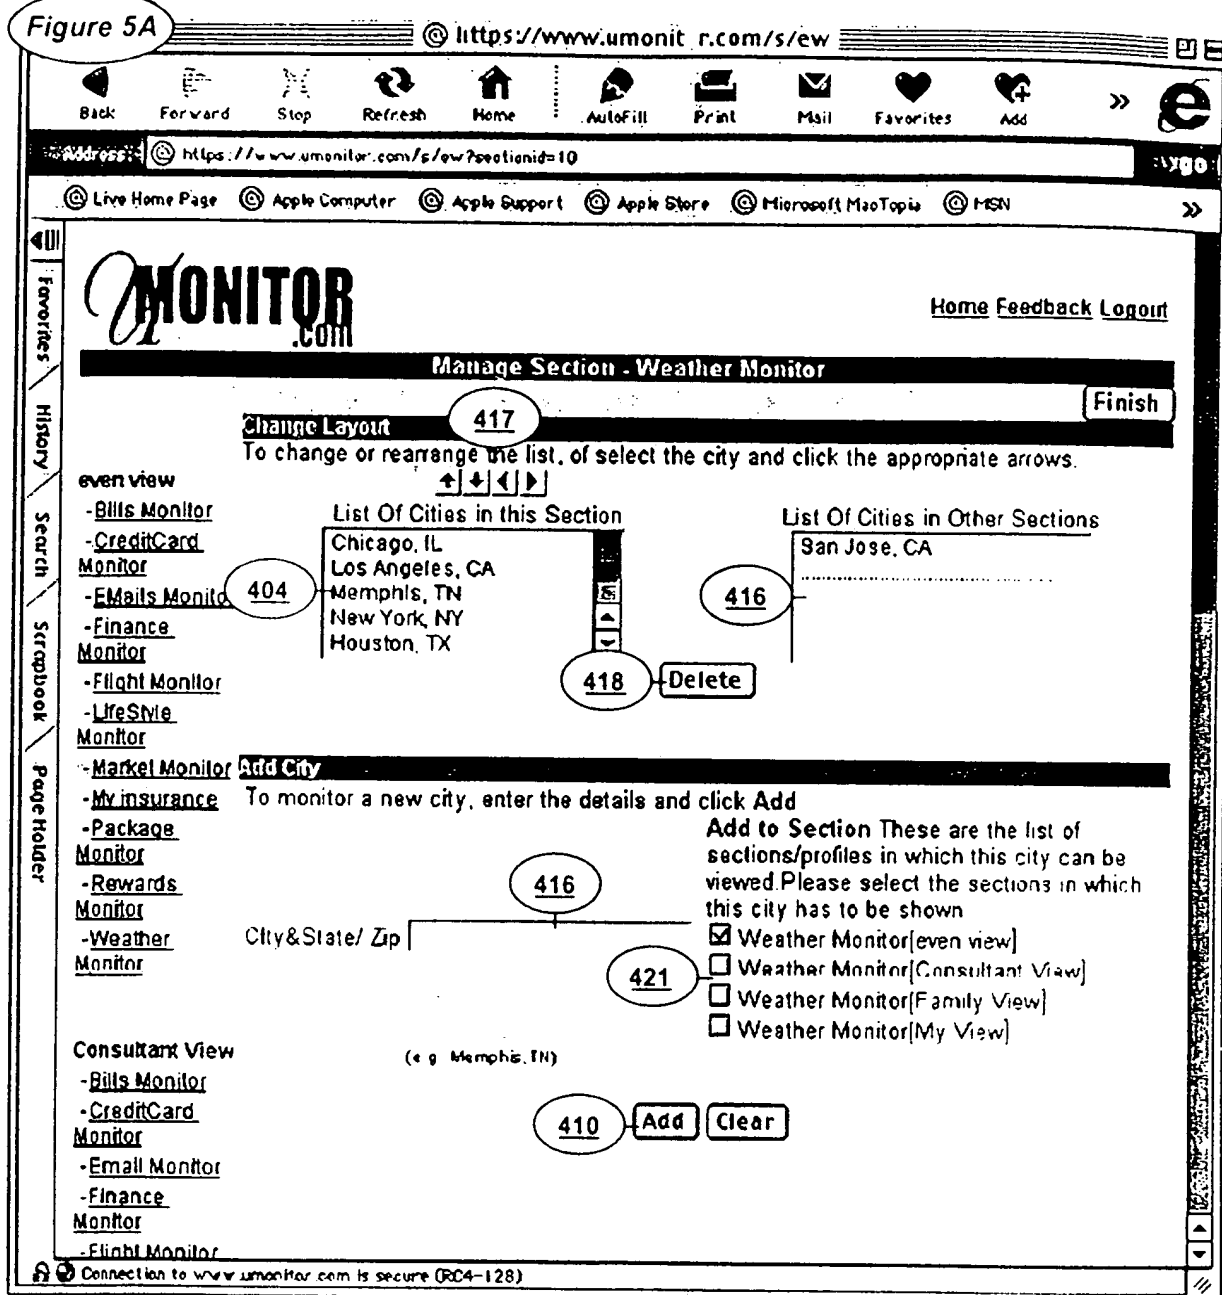 Figure 5A
@ https://www.umonit r.com/s/ew
Back Forward Stop Refresh Home AutoFill Print Mail Favorites Add »
Address: @ https://www.umonitor.com/s/ew?sectionid=10 go
@ Live Home Page @ Apple Computer @ Apple Support @ Apple Store @ Microsoft MacTopia @ MSN »
Favorites
History
Search
Scrapbook
Page Holder
UMONITOR
.com
Home Feedback Logout
Manage Section - Weather Monitor
Finish
417
Change Layout
To change or rearrange the list, of select the city and click the appropriate arrows.
List Of Cities in this Section
Chicago, IL
Los Angeles, CA
Memphis, TN
New York, NY
Houston, TX
404
List Of Cities in Other Sections
San Jose, CA
416
418
Delete
even view
-Bills Monitor
-CreditCard
Monitor
-EMails Monito
-Finance
Monitor
-Flight Monitor
-LifeStyle
Monitor
-Market Monitor
-My insurance
-Package
Monitor
-Rewards
Monitor
-Weather
Monitor
Add City
To monitor a new city, enter the details and click Add
Add to Section These are the list of
sections/profiles in which this city can be
viewed.Please select the sections in which
this city has to be shown
416
City&State/ Zip
Weather Monitor[even view]
Weather Monitor[Consultant View]
Weather Monitor[Family View]
Weather Monitor[My View]
421
(e g Memphis,TN)
410
Add Clear
Consultant View
-Bills Monitor
-CreditCard
Monitor
-Email Monitor
-Finance
Monitor
-Flight Monitor
Connection to www.umonitor.com is secure (RC4-128)